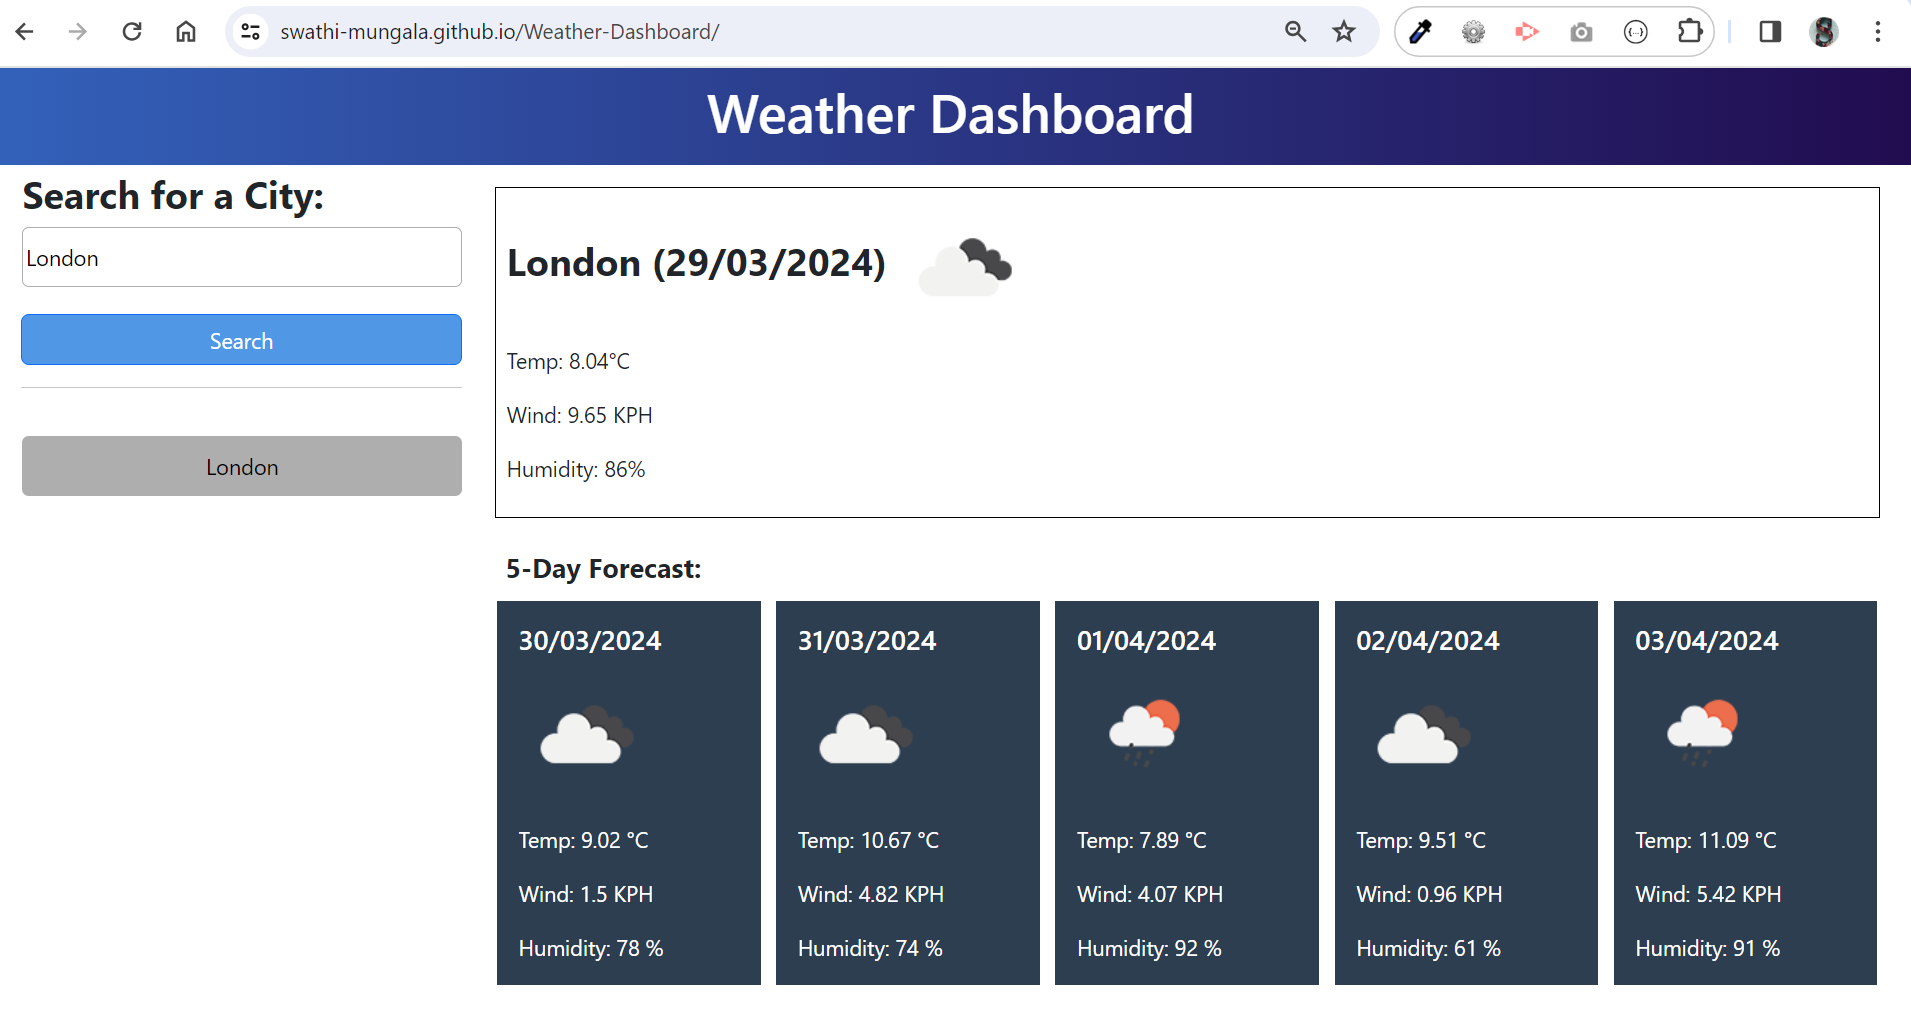 swathi-mungala.github.io/Weather-Dashboard/
Weather Dashboard
Search for a City:
London
Search
London
London (29/03/2024)
Temp: 8.04°C
Wind: 9.65 KPH
Humidity: 86%
5-Day Forecast:
30/03/2024
Temp: 9.02 °C
Wind: 1.5 KPH
Humidity: 78 %
31/03/2024
Temp: 10.67 °C
Wind: 4.82 KPH
Humidity: 74 %
01/04/2024
Temp: 7.89 °C
Wind: 4.07 KPH
Humidity: 92 %
02/04/2024
Temp: 9.51 °C
Wind: 0.96 KPH
Humidity: 61 %
03/04/2024
Temp: 11.09 °C
Wind: 5.42 KPH
Humidity: 91 %